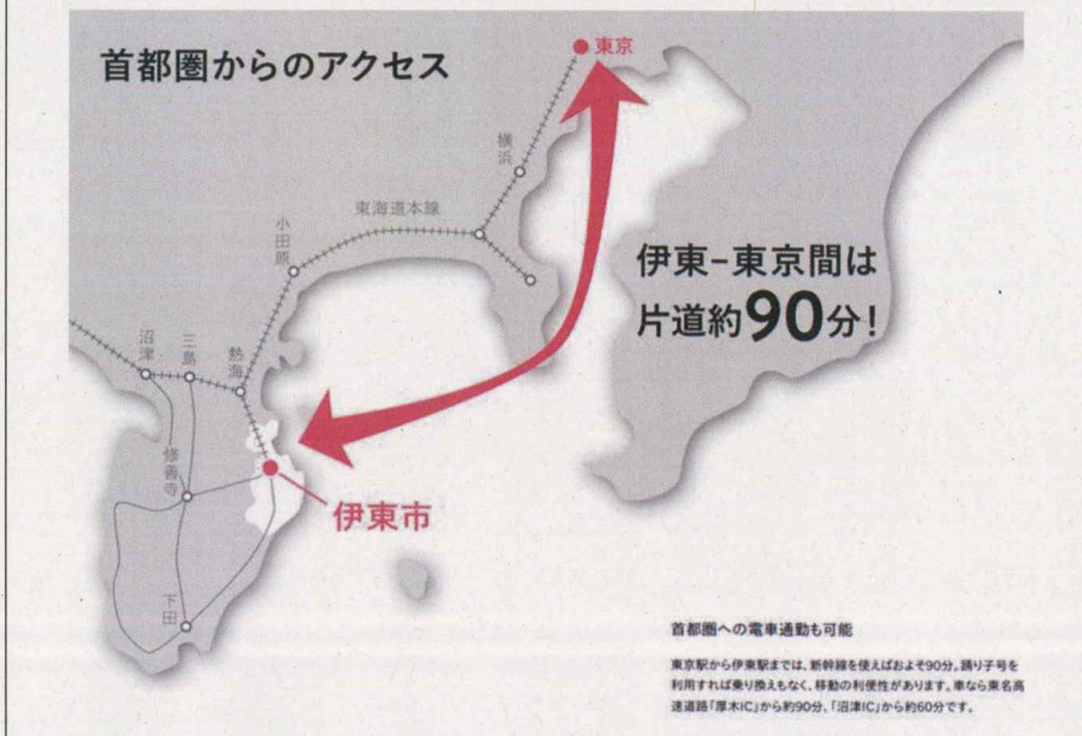 首都圏からのアクセス
東京
横浜
東海道本線
小田原
伊東−東京間は
片道約90分！
沼津
三島
熱海
修善寺
伊東市
下田
首都圏への電車通勤も可能
東京駅から伊東駅までは、新幹線を使えばおよそ90分。踊り子号を
利用すれば乗り換えもなく、移動の利便性があります。車なら東名高
速道路「厚木IC」から約90分、「沼津IC」から約60分です。